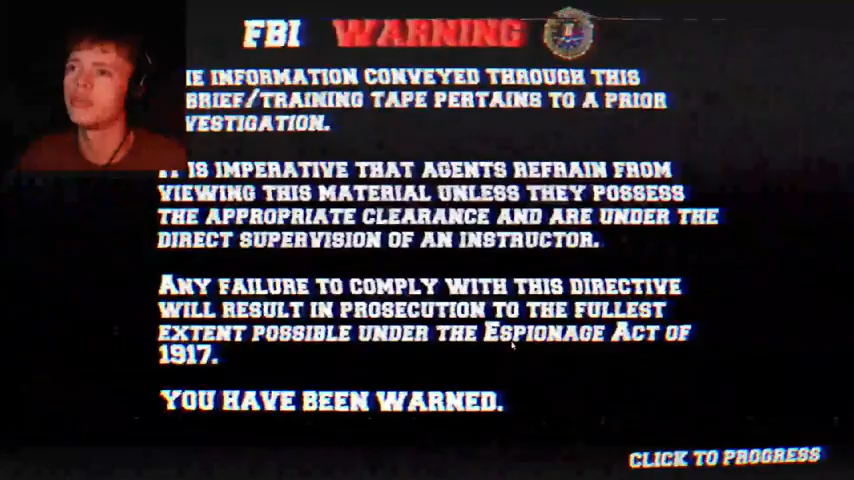 FBI WARNING
IE INFORMATION CONVEYED THROUGH THIS
BRIEF/TRAINING TAPE PERTAINS TO A PRIOR
VESTIGATION.
IS IMPERATIVE THAT AGENTS REFRAIN FROM
VIEWING THIS MATERIAL UNLESS THEY POSSESS
THE APPROPRIATE CLEARANCE AND ARE UNDER THE
DIRECT SUPERVISION OF AN INSTRUCTOR.
ANY FAILURE TO COMPLY WITH THIS DIRECTIVE
WILL RESULT IN PROSECUTION TO THE FULLEST
EXTENT POSSIBLE UNDER THE ESPIONAGE ACT OF
1917.
YOU HAVE BEEN WARNED.
CLICK TO PROGRESS